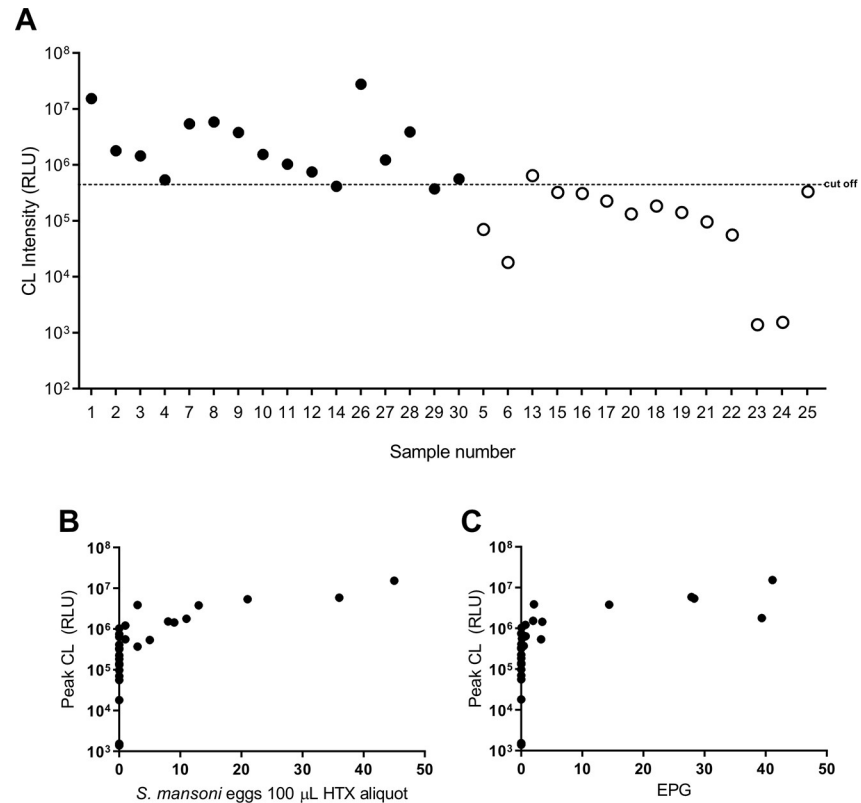 A
10⁸
10⁷
10⁶
10⁵
10⁴
10³
10²
CL Intensity (RLU)
cut off
1 2 3 4 7 8 9 10 11 12 14 26 27 28 29 30 5 6 13 15 16 17 20 18 19 21 22 23 24 25
Sample number
B
10⁸
10⁷
10⁶
10⁵
10⁴
10³
Peak CL (RLU)
0 10 20 30 40 50
S. mansoni eggs 100 μL HTX aliquot
C
10⁸
10⁷
10⁶
10⁵
10⁴
10³
Peak CL (RLU)
0 10 20 30 40 50
EPG